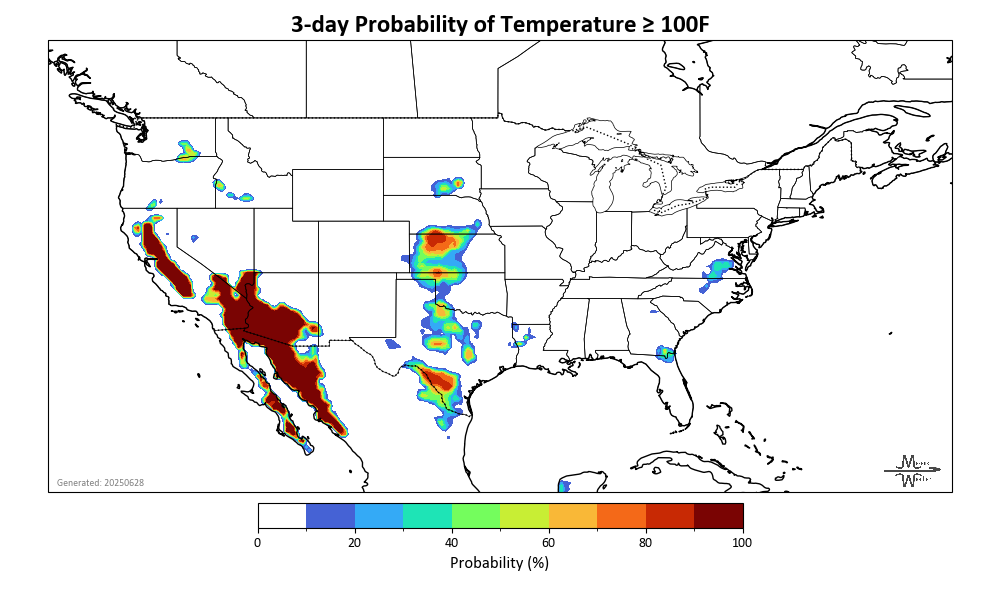 3-day Probability of Temperature ≥ 100F
Generated: 20250628
0 20 40 60 80 100
Probability (%)